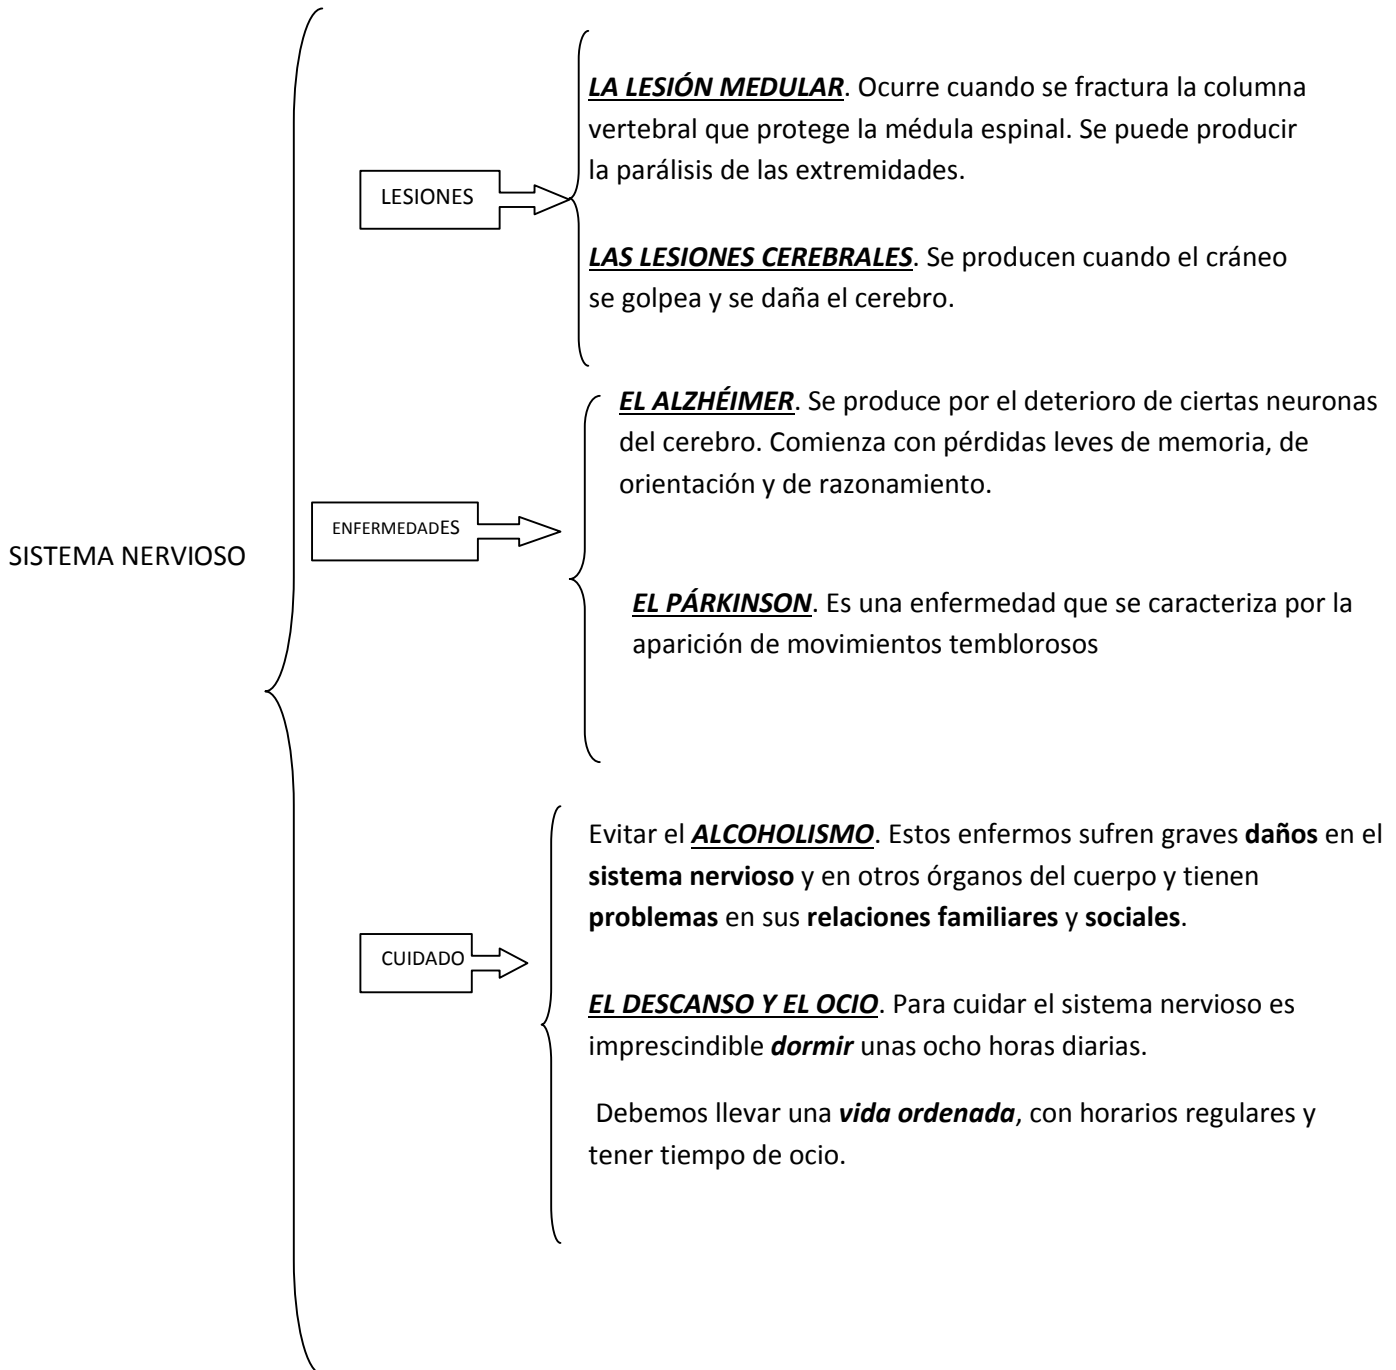 LA LESIÓN MEDULAR. Ocurre cuando se fractura la columna
vertebral que protege la médula espinal. Se puede producir
la parálisis de las extremidades.
LESIONES
LAS LESIONES CEREBRALES. Se producen cuando el cráneo
se golpea y se daña el cerebro.
EL ALZHÉIMER. Se produce por el deterioro de ciertas neuronas
del cerebro. Comienza con pérdidas leves de memoria, de
orientación y de razonamiento.
ENFERMEDADES
SISTEMA NERVIOSO
EL PÁRKINSON. Es una enfermedad que se caracteriza por la
aparición de movimientos temblorosos
Evitar el ALCOHOLISMO. Estos enfermos sufren graves daños en el
sistema nervioso y en otros órganos del cuerpo y tienen
problemas en sus relaciones familiares y sociales.
CUIDADO
EL DESCANSO Y EL OCIO. Para cuidar el sistema nervioso es
imprescindible dormir unas ocho horas diarias.
Debemos llevar una vida ordenada, con horarios regulares y
tener tiempo de ocio.